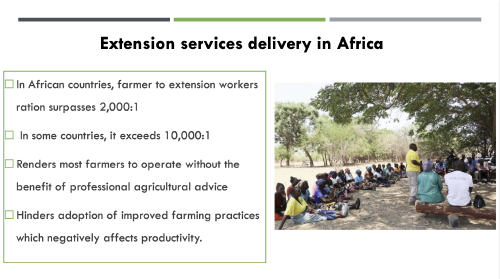 Extension services delivery in Africa
In African countries, farmer to extension workers
ration surpasses 2,000:1
In some countries, it exceeds 10,000:1
Renders most farmers to operate without the
benefit of professional agricultural advice
Hinders adoption of improved farming practices
which negatively affects productivity.